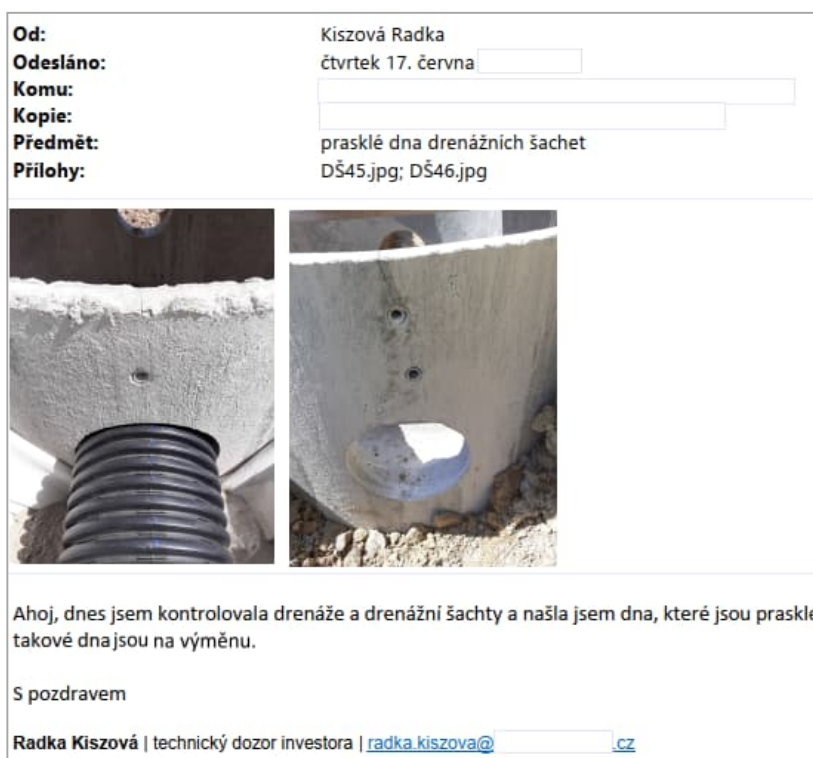 Od: Kiszová Radka
Odesláno: čtvrtek 17. června
Komu:
Kopie:
Předmět: prasklé dna drenážních šachet
Přílohy: DŠ45.jpg; DŠ46.jpg
Ahoj, dnes jsem kontrolovala drenáže a drenážní šachty a našla jsem dna, které jsou prasklé
takové dna jsou na výměnu.
S pozdravem
Radka Kiszová | technický dozor investora | radka.kiszova@ .cz